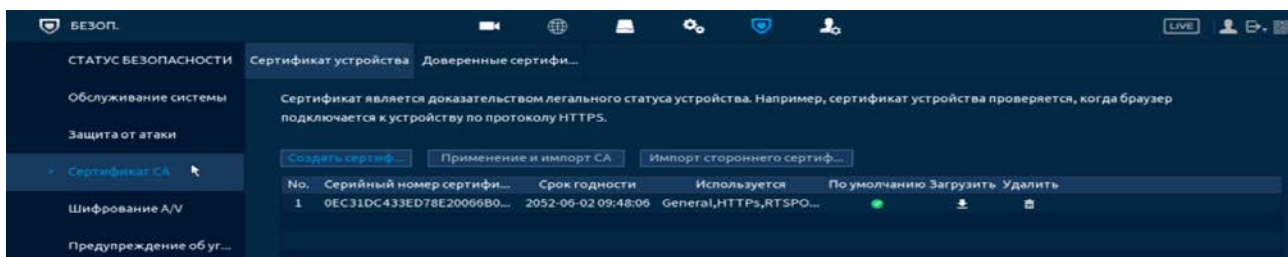 БЕЗОП.
LIVE
СТАТУС БЕЗОПАСНОСТИ
Обслуживание системы
Защита от атаки
Сертификат CA
Шифрование A/V
Предупреждение об уг...
Сертификат устройства Доверенные сертифи...
Сертификат является доказательством легального статуса устройства. Например, сертификат устройства проверяется, когда браузер
подключается к устройству по протоколу HTTPS.
Создать сертиф... Применение и импорт CA Импорт стороннего сертиф...
No. Серийный номер сертифи... Срок годности Используется По умолчанию Загрузить Удалить
1 0EC31DC433ED78E20066B0... 2052-06-02 09:48:06 General,HTTPs,RTSPO...